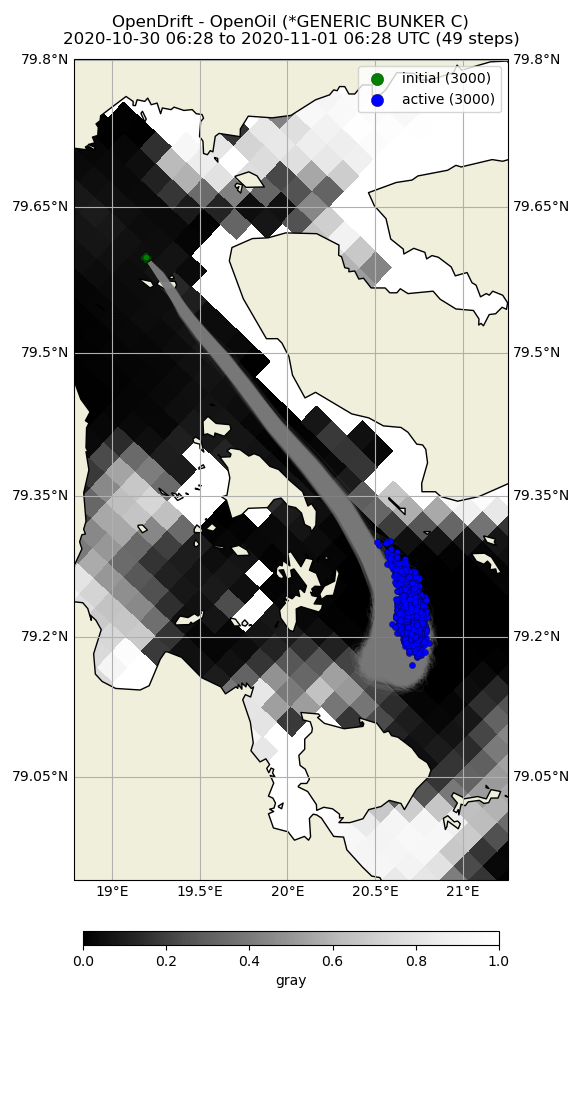 OpenDrift - OpenOil (*GENERIC BUNKER C)
2020-10-30 06:28 to 2020-11-01 06:28 UTC (49 steps)
79.8°N
79.8°N
initial (3000)
active (3000)
79.65°N
79.65°N
79.5°N
79.5°N
79.35°N
79.35°N
79.2°N
79.2°N
79.05°N
79.05°N
19°E
19.5°E
20°E
20.5°E
21°E
0.0
0.2
0.4
0.6
0.8
1.0
gray